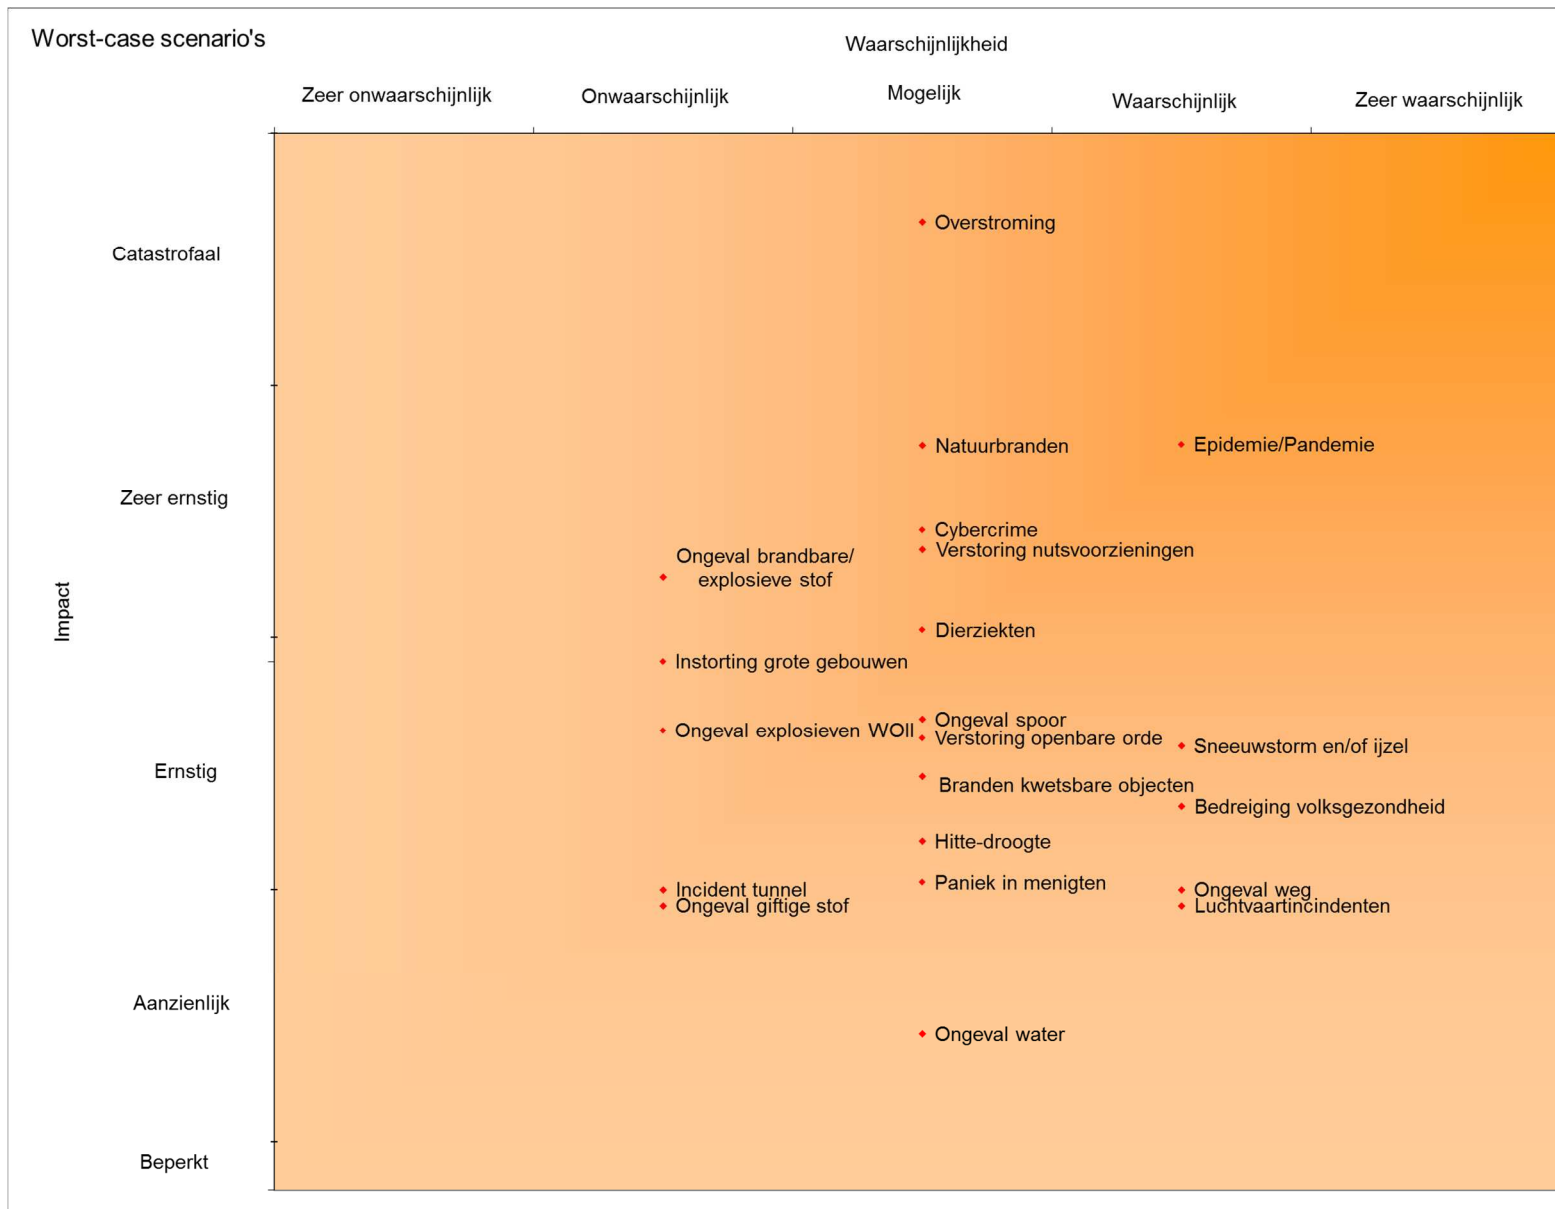 Worst-case scenario's
Waarschijnlijkheid
Zeer onwaarschijnlijk
Onwaarschijnlijk
Mogelijk
Waarschijnlijk
Zeer waarschijnlijk
Impact
Catastrofaal
Zeer ernstig
Ernstig
Aanzienlijk
Beperkt
Overstroming
Natuurbranden
Epidemie/Pandemie
Cybercrime
Verstoring nutsvoorzieningen
Ongeval brandbare/
explosieve stof
Dierziekten
Instorting grote gebouwen
Ongeval spoor
Ongeval explosieven WOII
Verstoring openbare orde
Sneeuwstorm en/of ijzel
Branden kwetsbare objecten
Bedreiging volksgezondheid
Hitte-droogte
Paniek in menigten
Incident tunnel
Ongeval weg
Ongeval giftige stof
Luchtvaartincindenten
Ongeval water